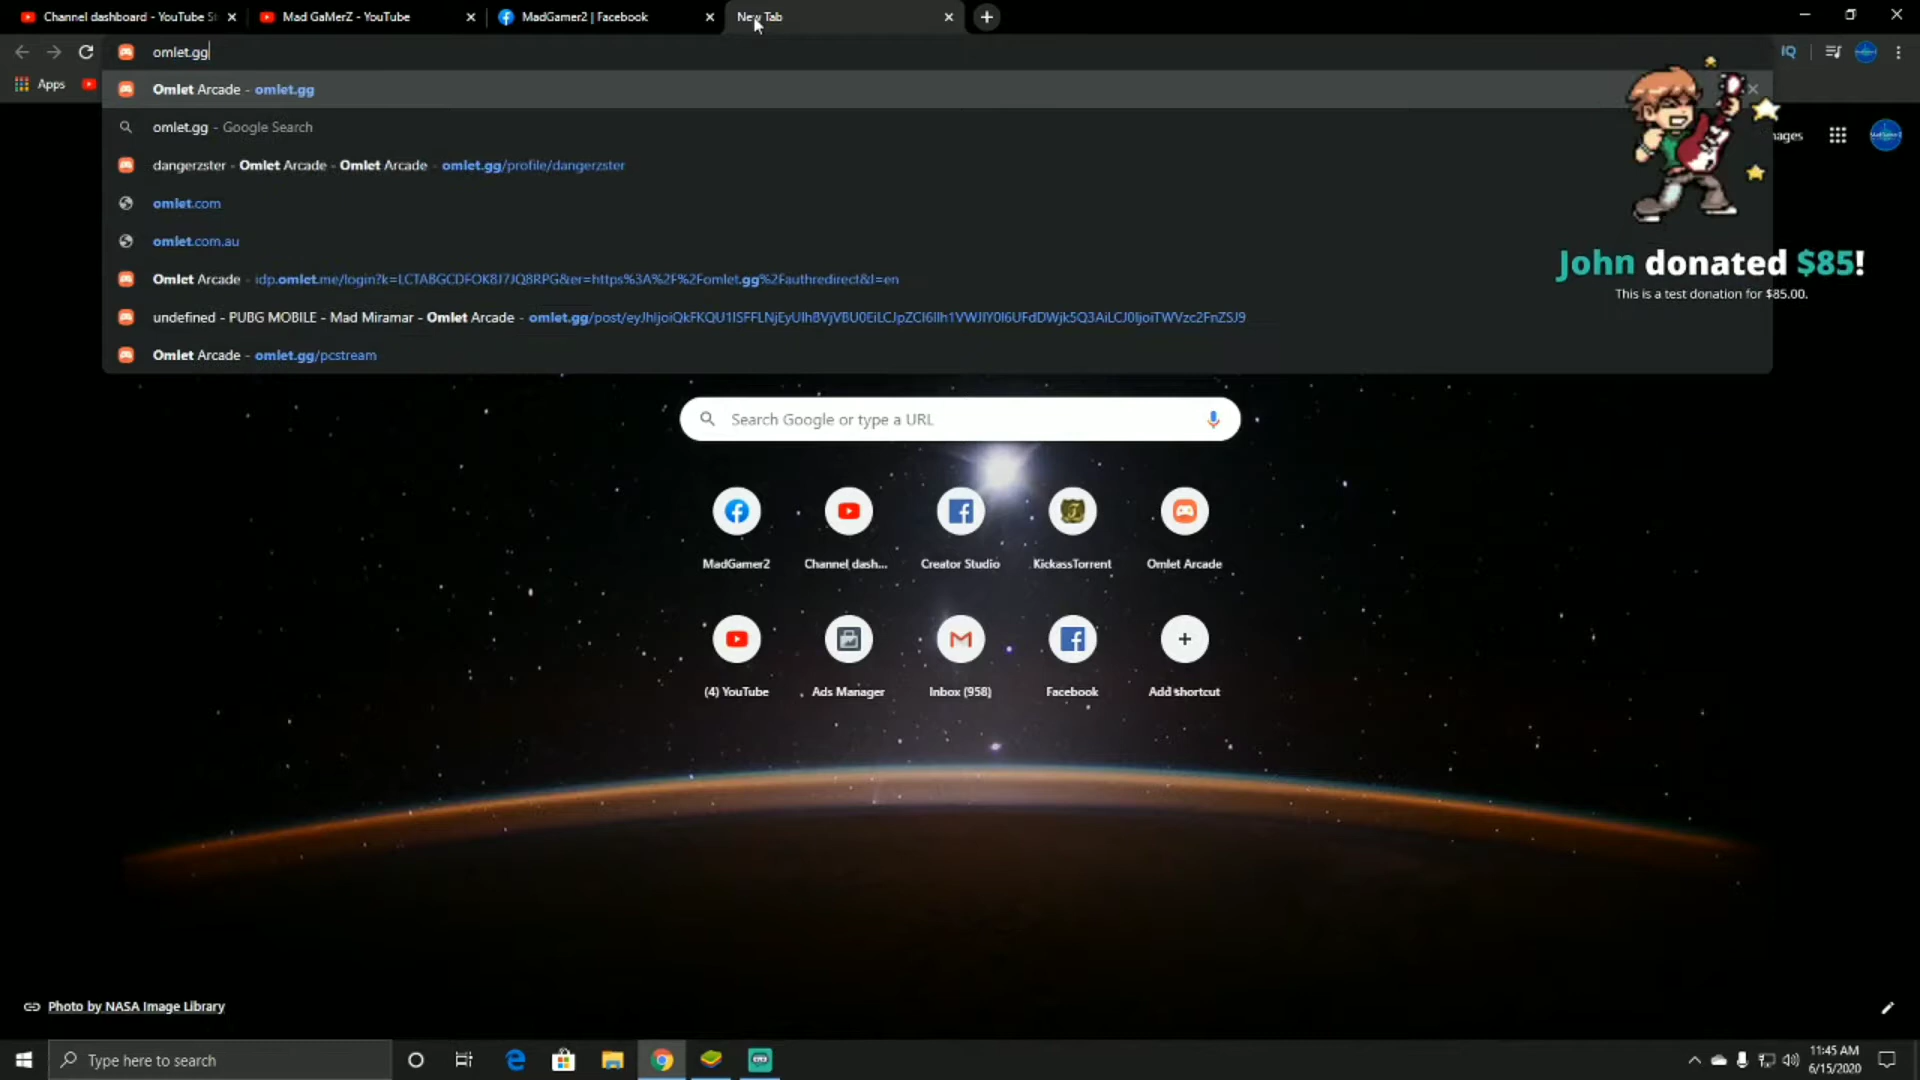 Channel dashboard - YouTube St
Mad GaMerZ - YouTube
MadGamer2 | Facebook
New Tab
omlet.gg
IQ
Apps
Omlet Arcade - omlet.gg
omlet.gg - Google Search
ages
dangerzster - Omlet Arcade - Omlet Arcade - omlet.gg/profile/dangerzster
omlet.com
omlet.com.au
John donated $85!
This is a test donation for $85.00.
Omlet Arcade - idp.omlet.me/login?k=LCTABGCDFOK8J7JQ8RPG&er=https%3A%2F%2Fomlet.gg%2Fauthredirect&l=en
undefined - PUBG MOBILE - Mad Miramar - Omlet Arcade -
Omlet Arcade - omlet.gg/pcstream
Search Google or type a URL
MadGamer2
Channel dash...
Creator Studio
KickassTorrent
Omlet Arcade
(4) YouTube
Ads Manager
Inbox (958)
Facebook
Add shortcut
Photo by NASA Image Library
Type here to search
11:45 AM
6/15/2020